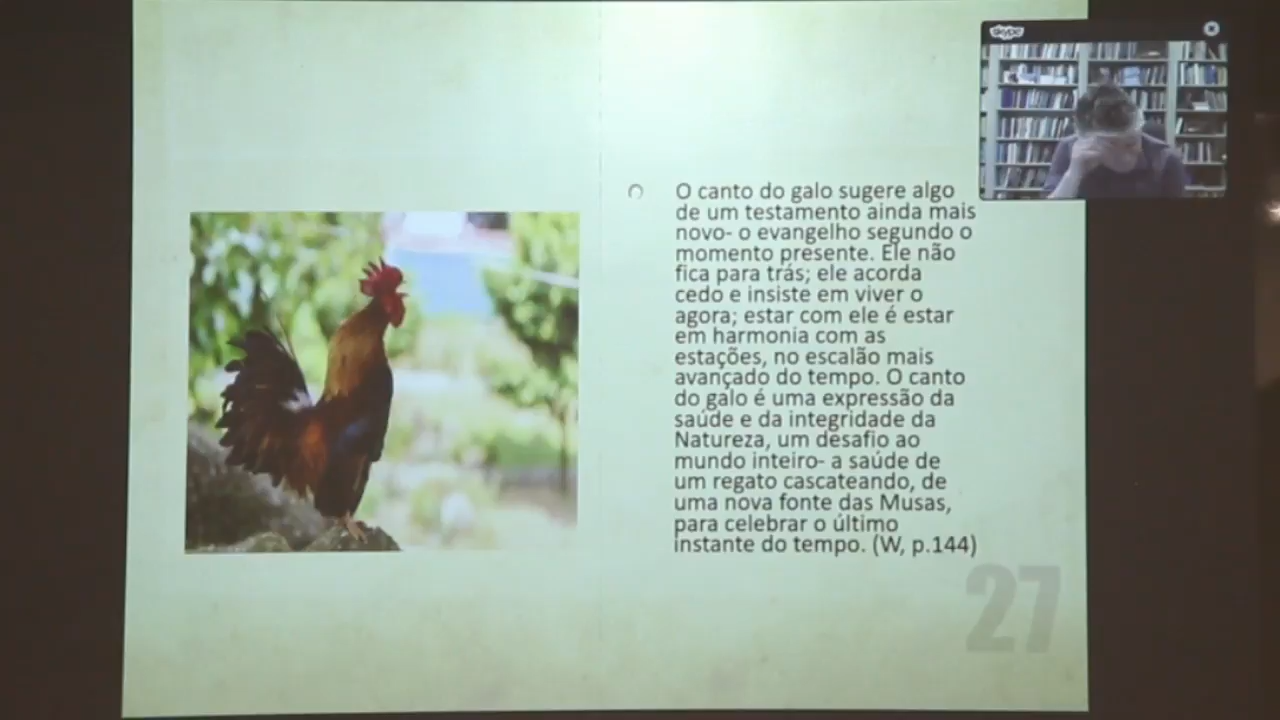 skype
O canto do galo sugere algo
de um testamento ainda mais
novo- o evangelho segundo o
momento presente. Ele não
fica para trás; ele acorda
cedo e insiste em viver o
agora; estar com ele é estar
em harmonia com as
estações, no escalão mais
avançado do tempo. O canto
do galo é uma expressão da
saúde e da integridade da
Natureza, um desafio ao
mundo inteiro- a saúde de
um regato cascateando, de
uma nova fonte das Musas,
para celebrar o último
instante do tempo. (W, p.144)
27